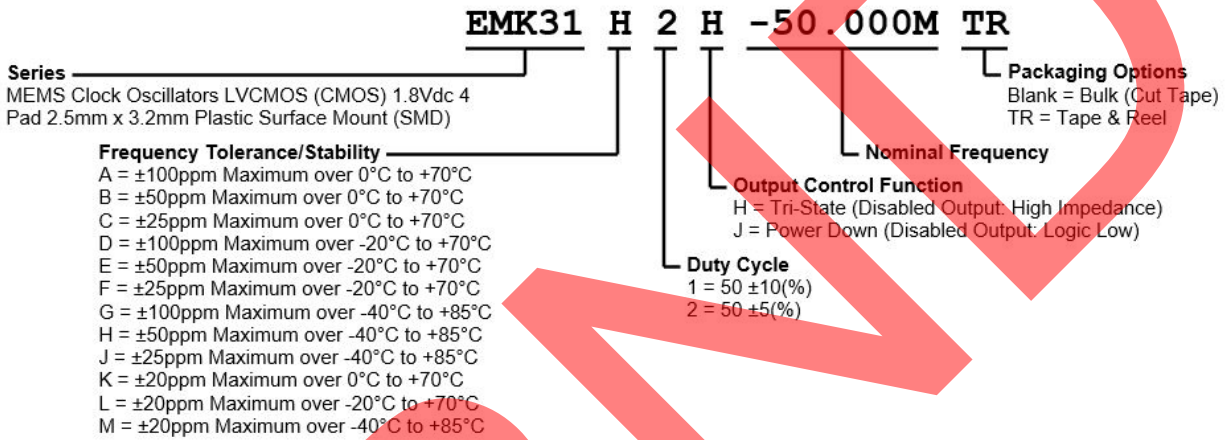 EMK31 H 2 H -50.000M TR
Series
MEMS Clock Oscillators LVCMOS (CMOS) 1.8Vdc 4
Pad 2.5mm x 3.2mm Plastic Surface Mount (SMD)
Packaging Options
Blank = Bulk (Cut Tape)
TR = Tape & Reel
Frequency Tolerance/Stability
A = ±100ppm Maximum over 0°C to +70°C
B = ±50ppm Maximum over 0°C to +70°C
C = ±25ppm Maximum over 0°C to +70°C
D = ±100ppm Maximum over -20°C to +70°C
E = ±50ppm Maximum over -20°C to +70°C
F = ±25ppm Maximum over -20°C to +70°C
G = ±100ppm Maximum over -40°C to +85°C
H = ±50ppm Maximum over -40°C to +85°C
J = ±25ppm Maximum over -40°C to +85°C
K = ±20ppm Maximum over 0°C to +70°C
L = ±20ppm Maximum over -20°C to +70°C
M = ±20ppm Maximum over -40°C to +85°C
Nominal Frequency
Output Control Function
H = Tri-State (Disabled Output: High Impedance)
J = Power Down (Disabled Output: Logic Low)
Duty Cycle
1 = 50 ±10(%)
2 = 50 ±5(%)